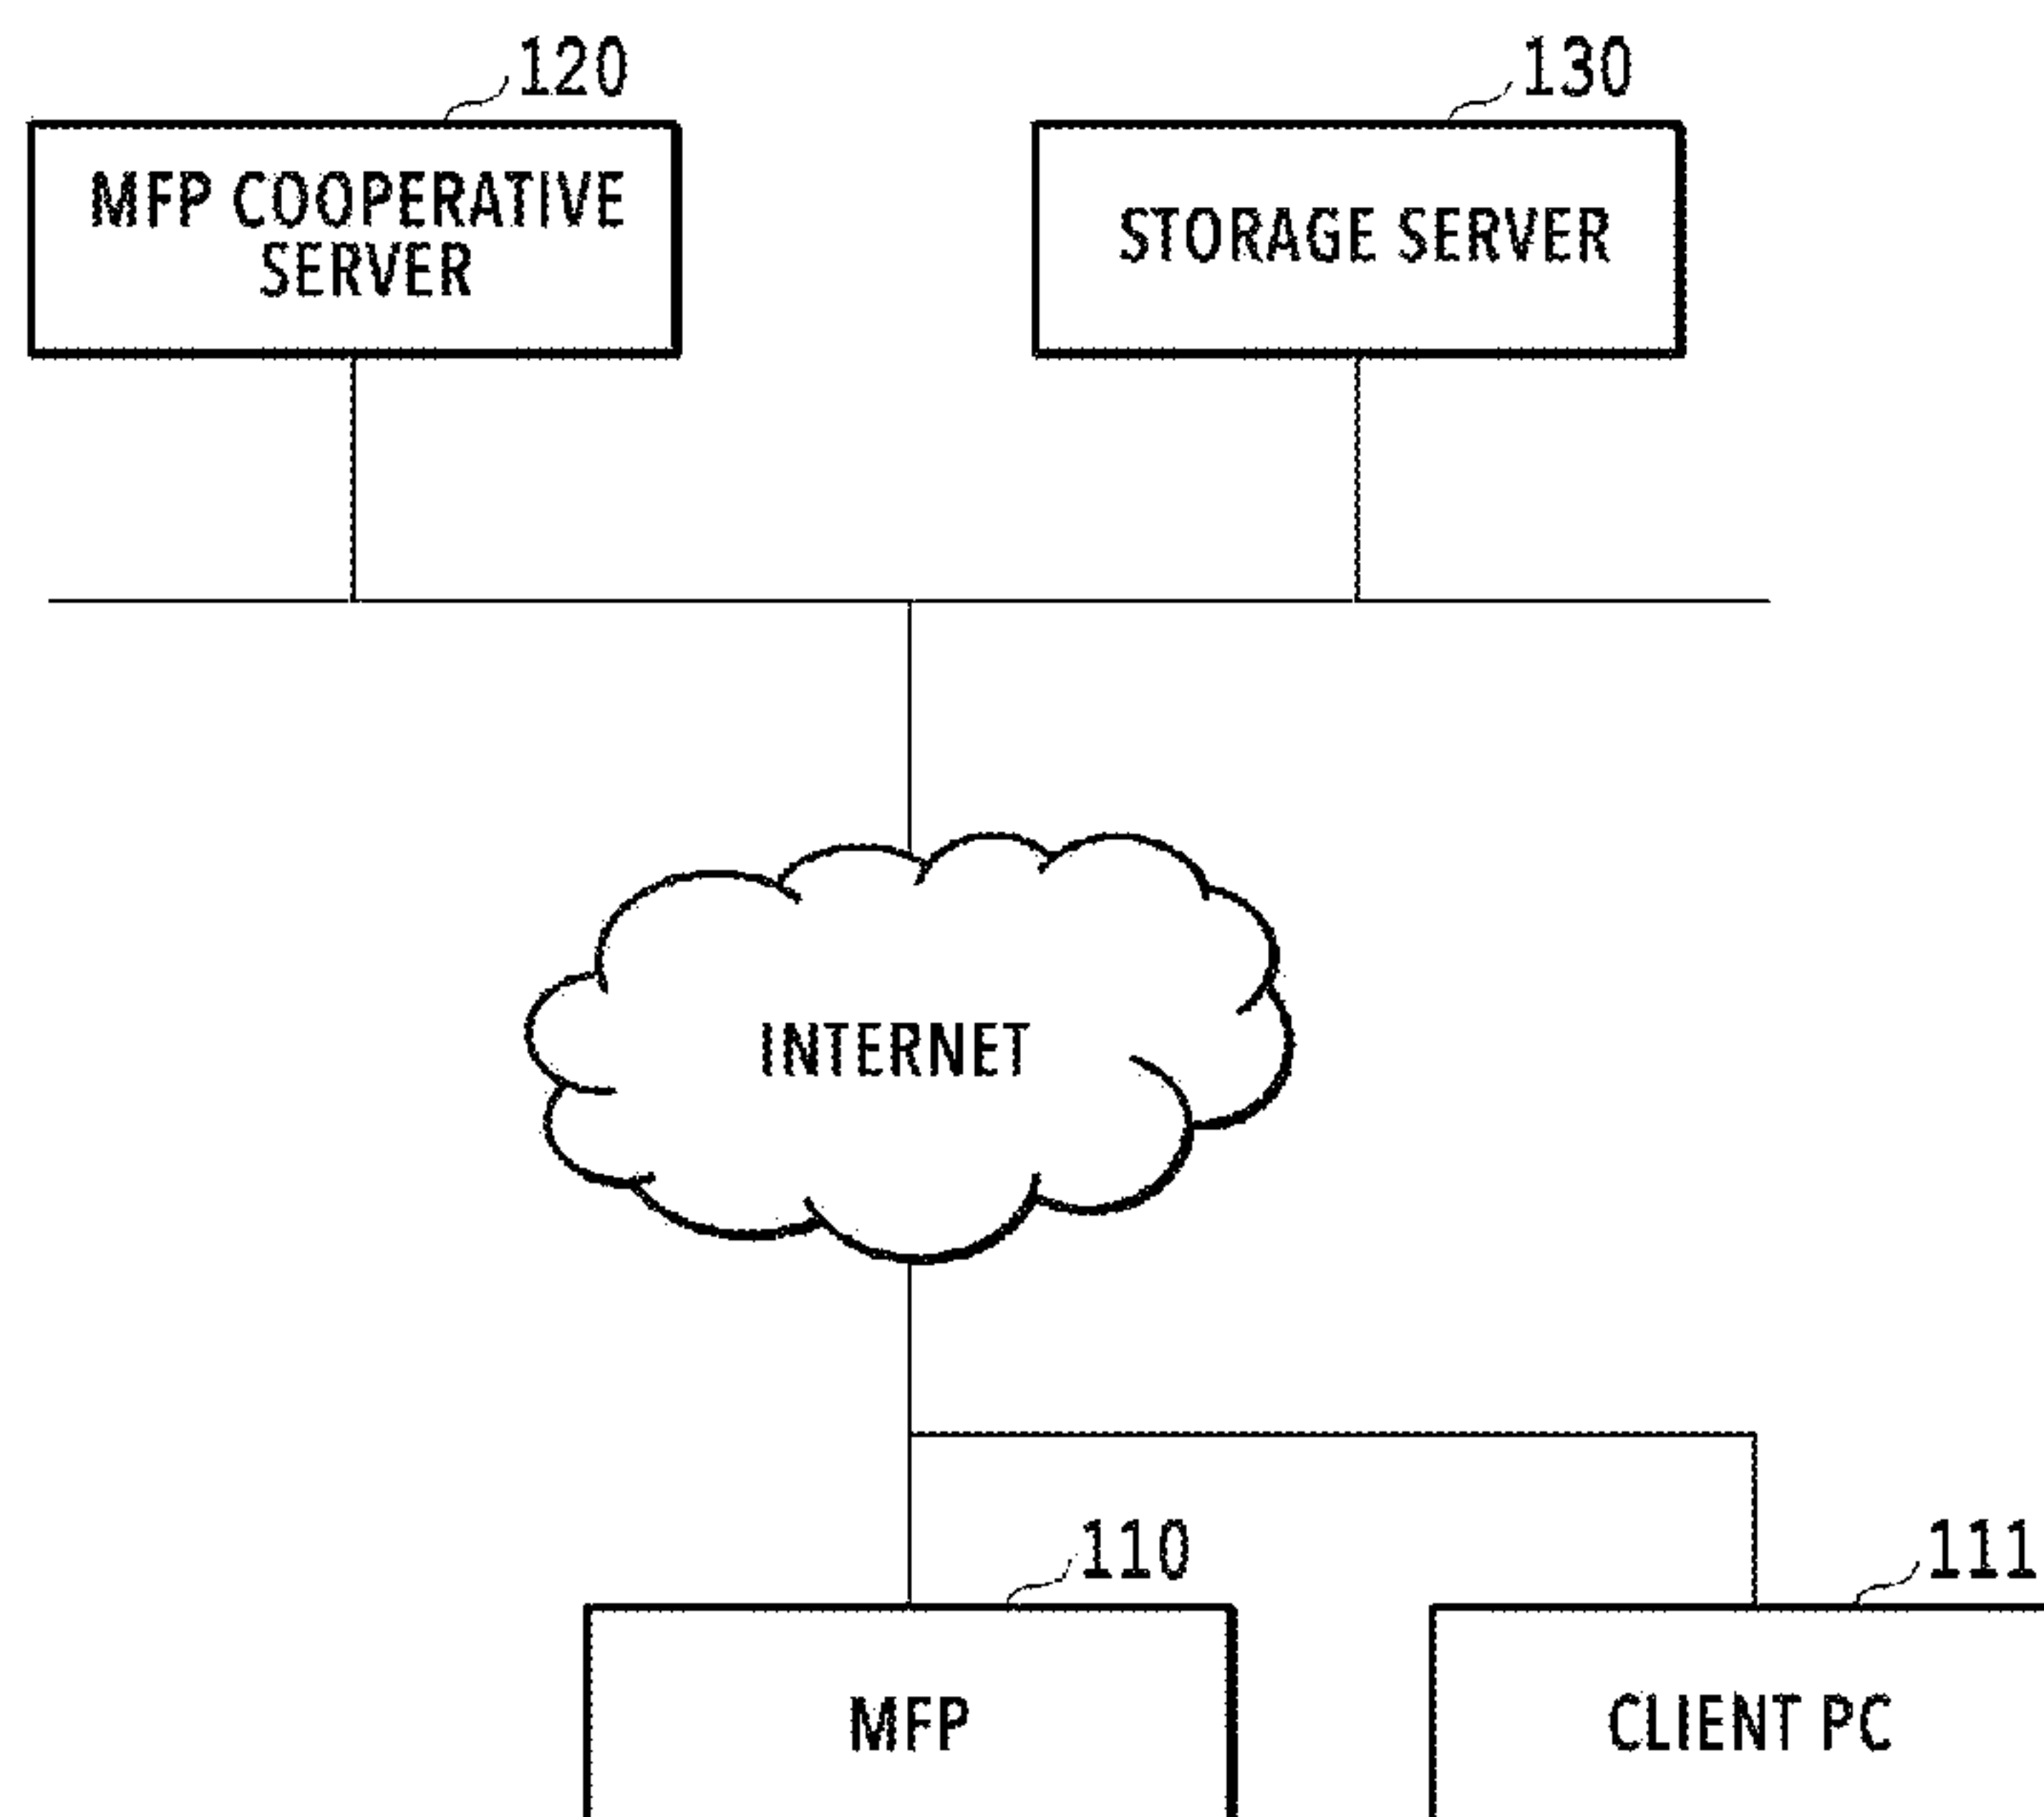 120
130
MFP COOPERATIVE
SERVER
STORAGE SERVER
INTERNET
110
111
MFP
CLIENT PC